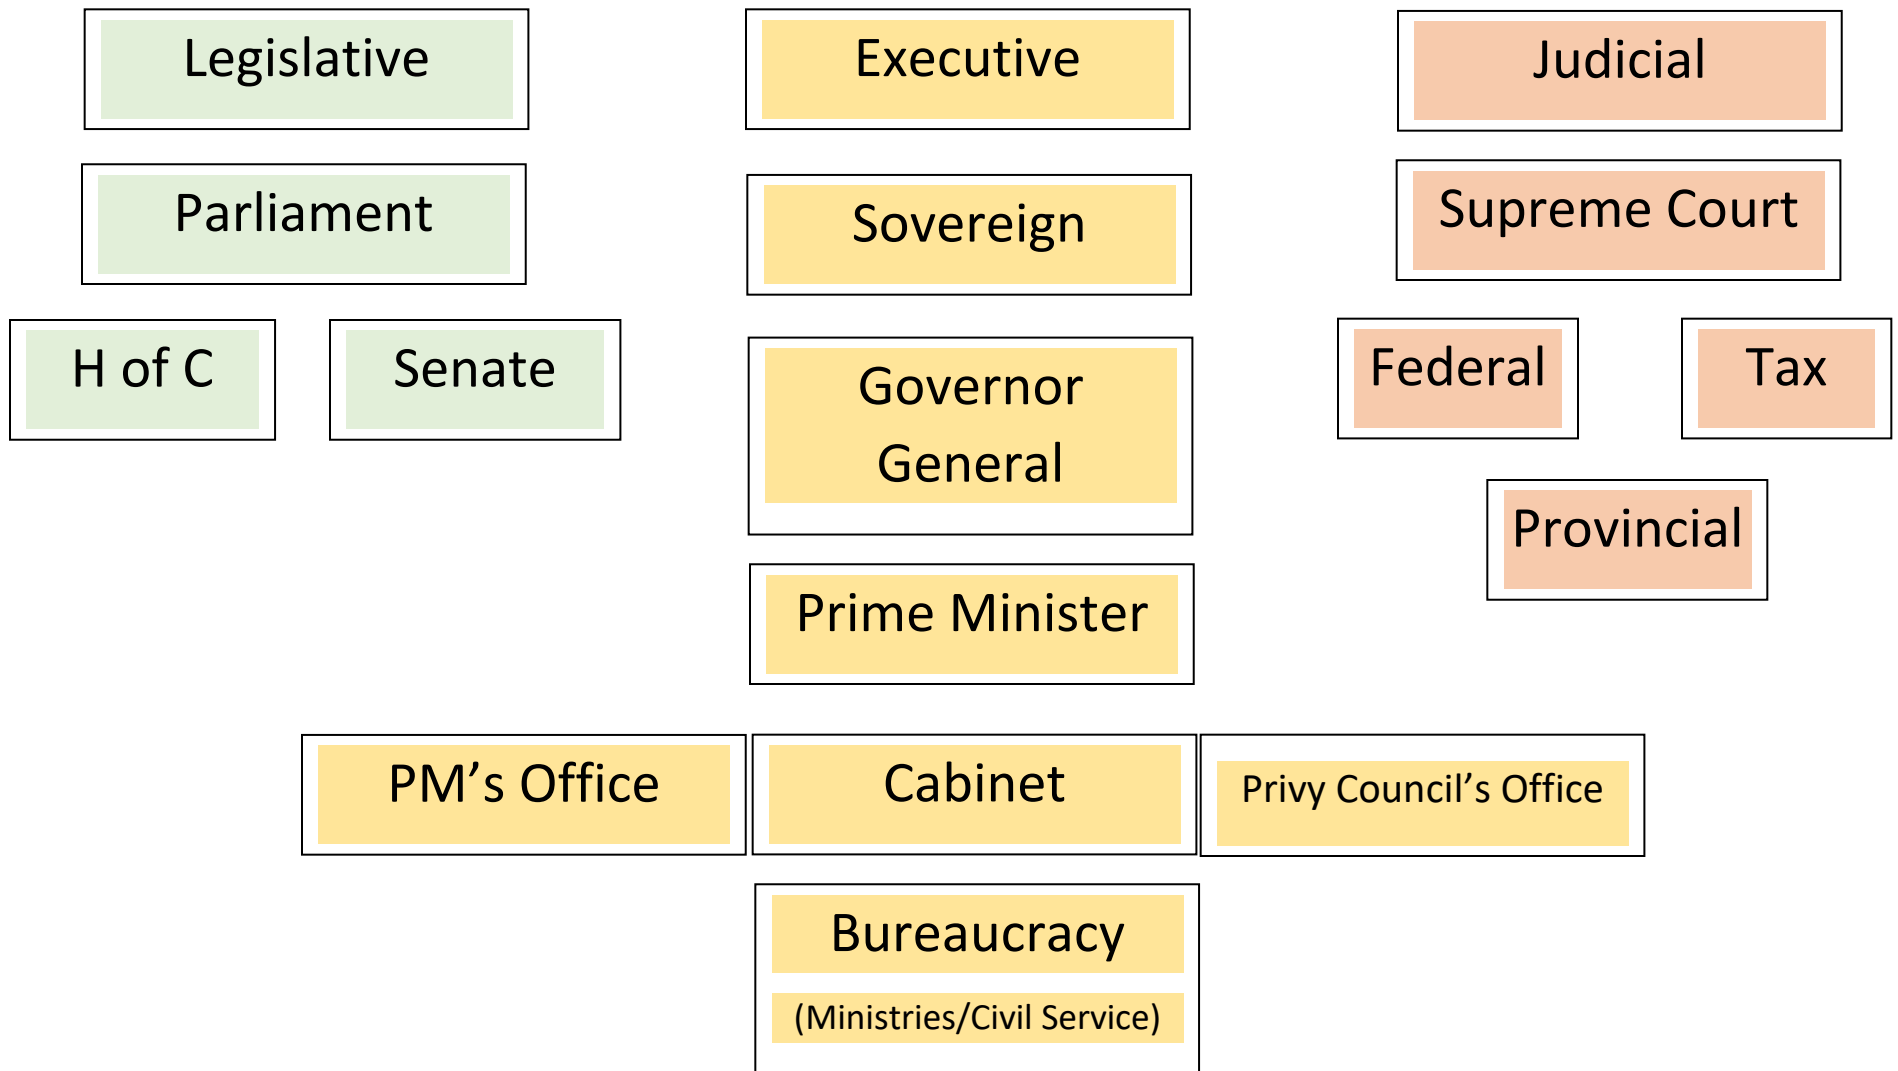 Legislative
Executive
Judicial
Parliament
Sovereign
Supreme Court
H of C
Senate
Governor
General
Federal
Tax
Provincial
Prime Minister
PM’s Office
Cabinet
Privy Council’s Office
Bureaucracy
(Ministries/Civil Service)